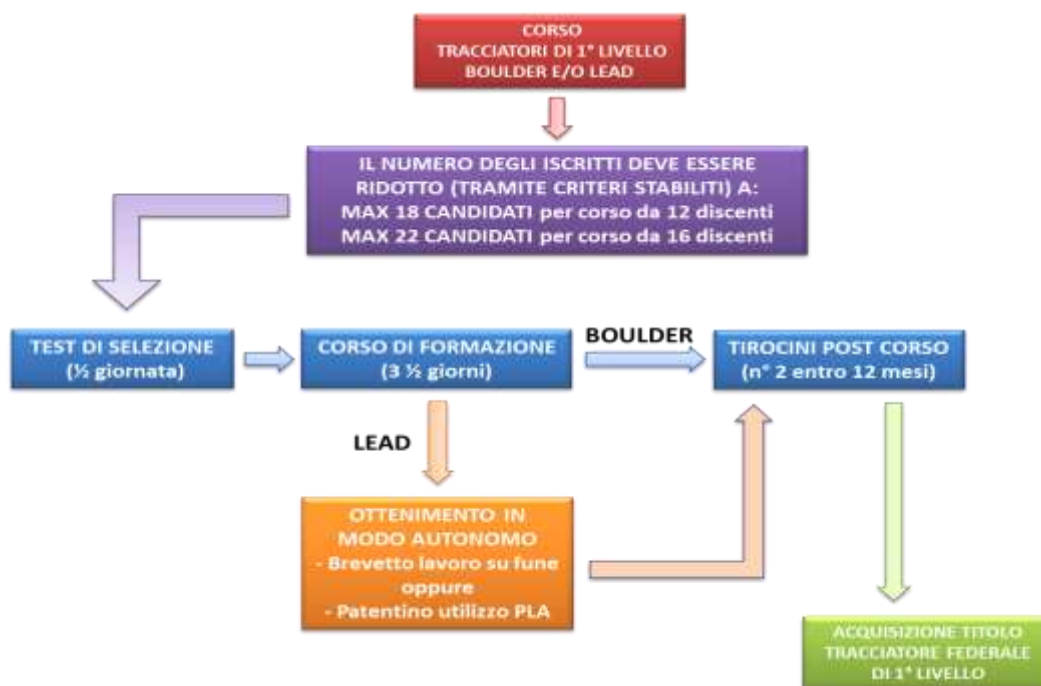 CORSO
TRACCIATORI DI 1° LIVELLO
BOULDER E/O LEAD
IL NUMERO DEGLI ISCRITTI DEVE ESSERE
RIDOTTO (TRAMITE CRITERI STABILITI) A:
MAX 18 CANDIDATI per corso da 12 discenti
MAX 22 CANDIDATI per corso da 16 discenti
TEST DI SELEZIONE
(½ giornata)
CORSO DI FORMAZIONE
(3 ½ giorni)
BOULDER
TIROCINI POST CORSO
(n° 2 entro 12 mesi)
LEAD
OTTENIMENTO IN
MODO AUTONOMO
- Brevetto lavoro su fune
oppure
- Patentino utilizzo PLA
ACQUISIZIONE TITOLO
TRACCIATORE FEDERALE
DI 1° LIVELLO